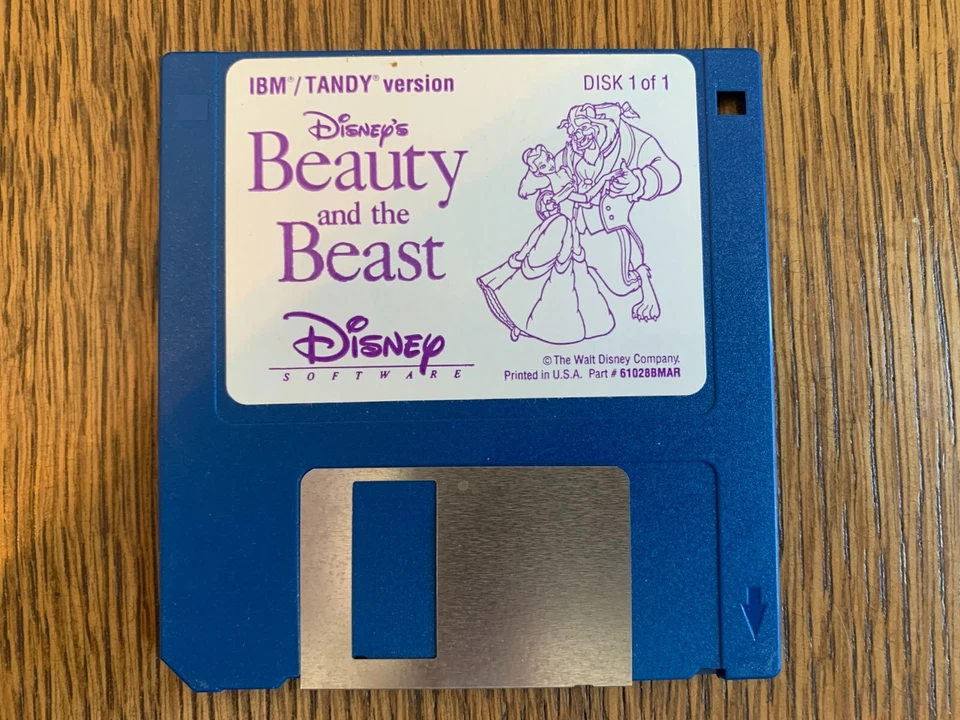 IBM®/TANDY® version
DISK 1 of 1
Disney's
Beauty
and the
Beast
Disney
SOFTWARE
© The Walt Disney Company.
Printed in U.S.A. Part # 61028BMAR